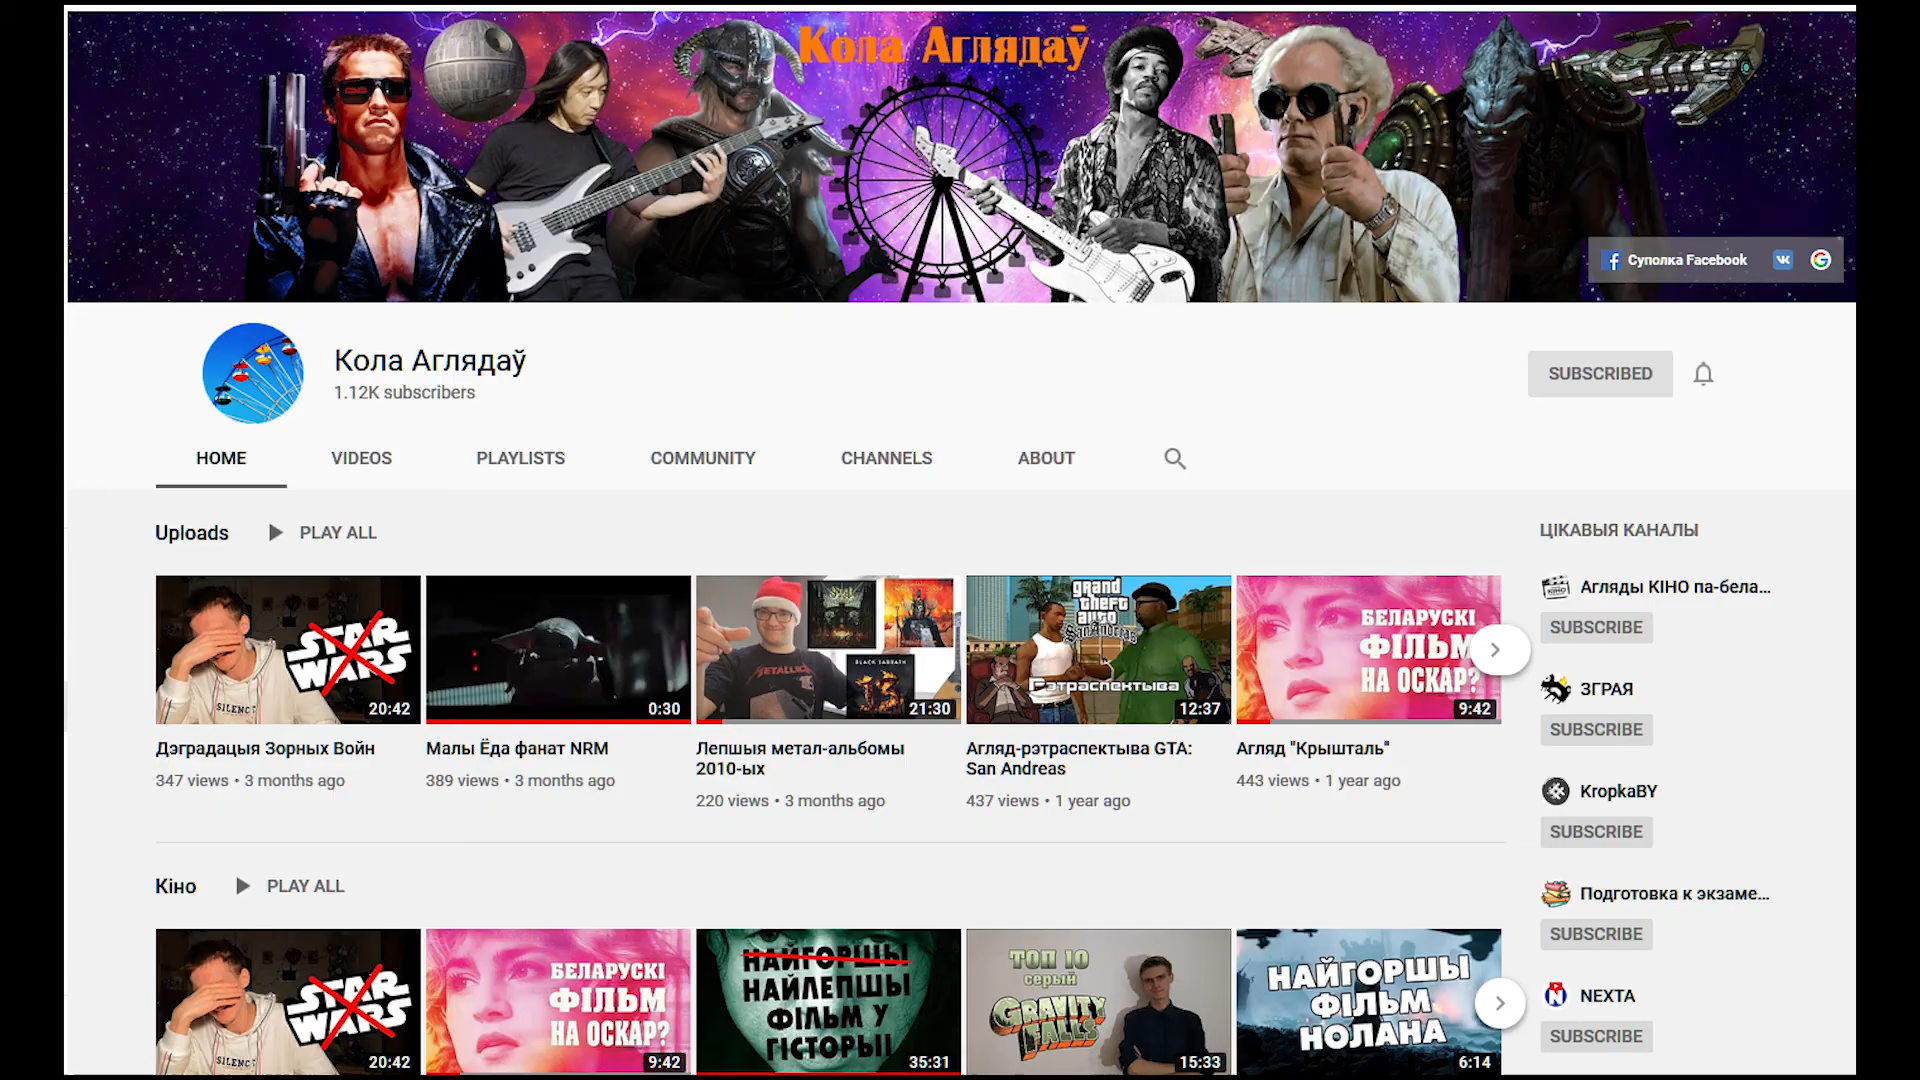 Кола Аглядаў
Суполка Facebook
Кола Аглядаў
1.12K subscribers
SUBSCRIBED
HOME
VIDEOS
PLAYLISTS
COMMUNITY
CHANNELS
ABOUT
Uploads
PLAY ALL
STAR
WARS
SILENCE
20:42
Дэградацыя Зорных Войн
347 views • 3 months ago
0:30
Малы Ёда фанат NRM
389 views • 3 months ago
METALLICA
BLACK SABBATH
21:30
Лепшыя метал-альбомы
2010-ых
220 views • 3 months ago
grand
theft
auto
San Andreas
Рэтраспектыва
12:37
Агляд-рэтраспектыва GTA:
San Andreas
437 views • 1 year ago
БЕЛАРУСКІ
ФІЛЬМ
НА ОСКАР?
9:42
Агляд "Крышталь"
443 views • 1 year ago
Кіно
PLAY ALL
STAR
WARS
SILENCE
20:42
БЕЛАРУСКІ
ФІЛЬМ
НА ОСКАР?
9:42
НАЙГОРШЫ
НАЙЛЕПШЫ
ФІЛЬМ У
ГІСТОРЫІ
35:31
ТОП 10
серый
GRAVITY
FALLS
15:33
НАЙГОРШЫ
ФІЛЬМ
НОЛАНА
6:14
ЦІКАВЫЯ КАНАЛЫ
Агляды КІНО па-бела...
SUBSCRIBE
ЗГРАЯ
SUBSCRIBE
KropkaBY
SUBSCRIBE
Подготовка к экзаме...
SUBSCRIBE
NEXTA
SUBSCRIBE